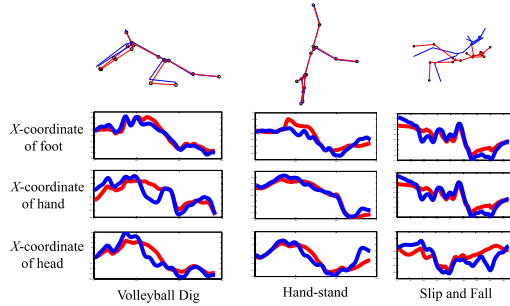 X-coordinate
of foot
X-coordinate
of hand
X-coordinate
of head
Volleyball Dig
Hand-stand
Slip and Fall